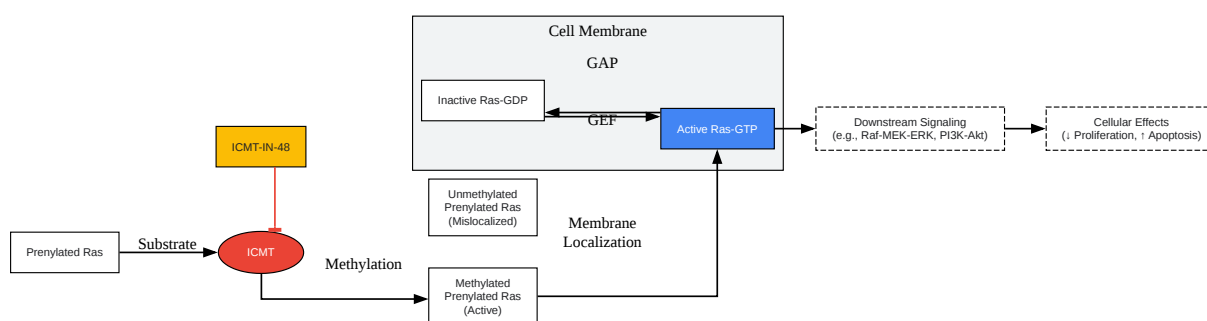 Cell Membrane
GAP
Inactive Ras-GDP
GEF
Active Ras-GTP
Downstream Signaling
(e.g., Raf-MEK-ERK, PI3K-Akt)
Cellular Effects
(↓ Proliferation, ↑ Apoptosis)
ICMT-IN-48
Unmethylated
Prenylated Ras
(Mislocalized)
Membrane
Localization
Prenylated Ras
Substrate
ICMT
Methylation
Methylated
Prenylated Ras
(Active)